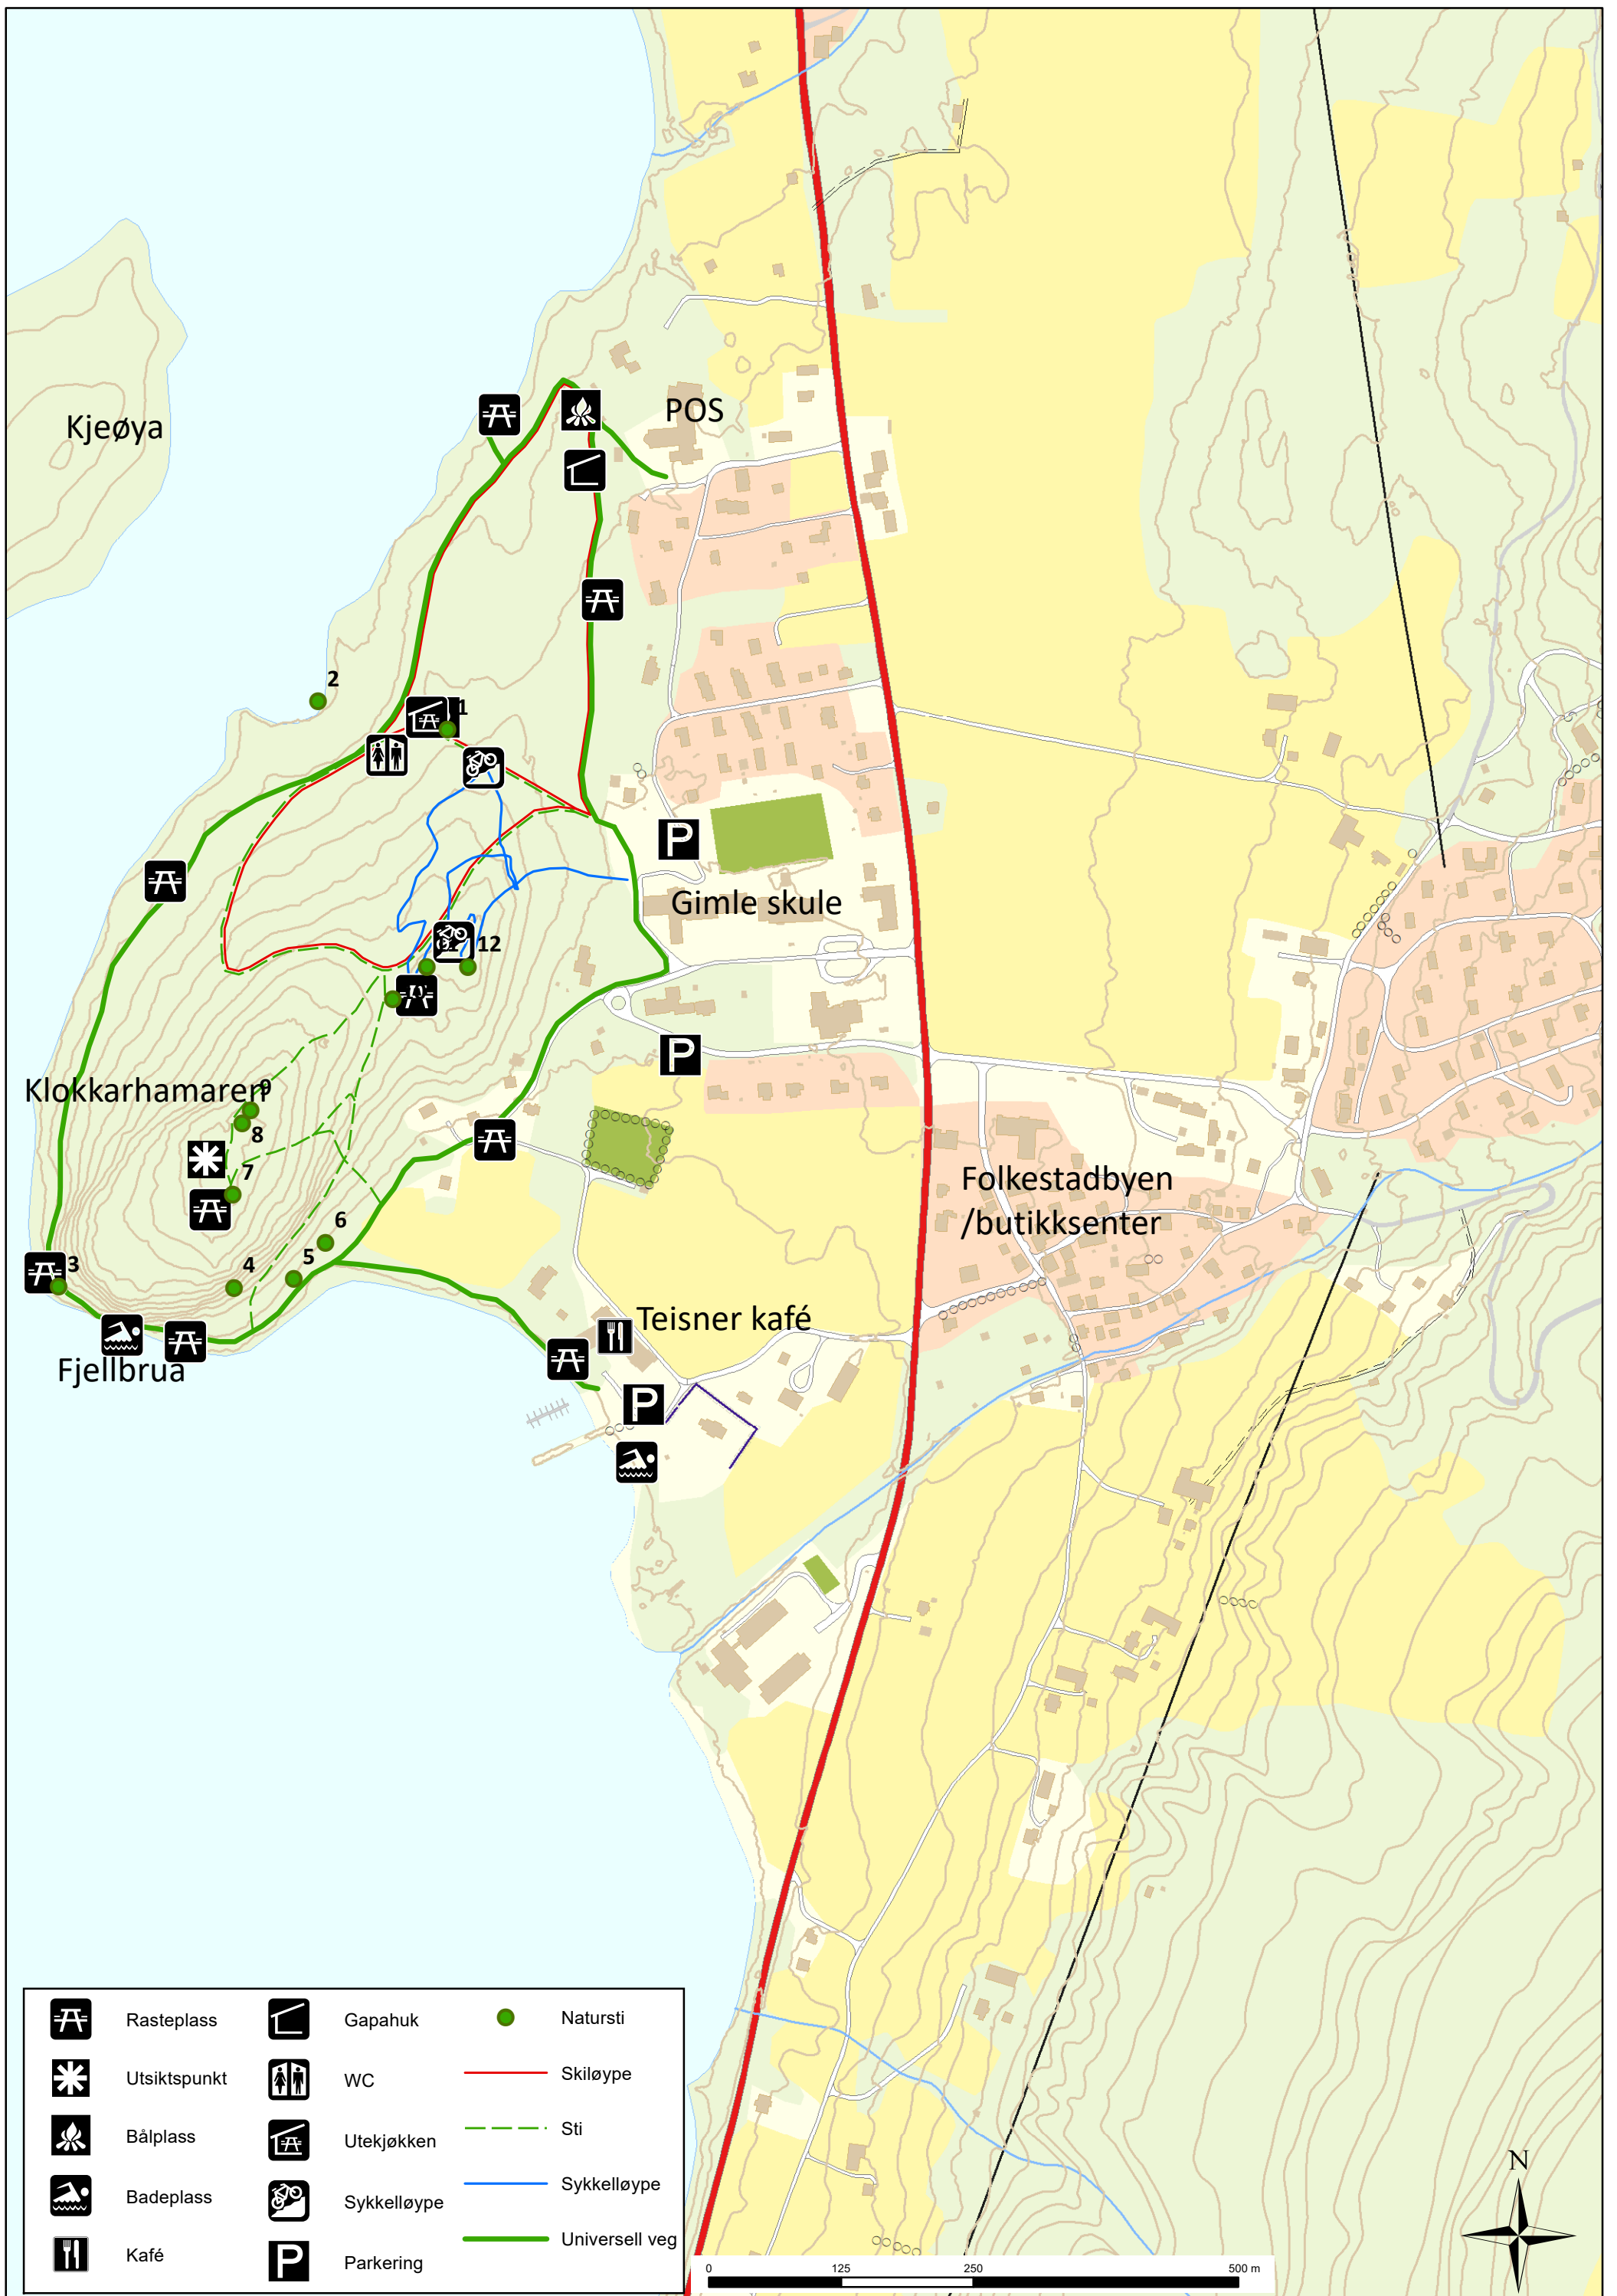 Kjeøya
POS
2
1
P
Gimle skule
12
P
Klokkarhamaren
9
8
7
6
5
4
3
Folkestadbyen
/butikksenter
Teisner kafé
Fjellbrua
P
Rasteplass
Gapahuk
Natursti
Utsiktspunkt
WC
Skiløype
Bålplass
Utekjøkken
Sti
Badeplass
Sykkelløype
Sykkelløype
Kafé
P
Parkering
Universell veg
0 125 250 500 m
N